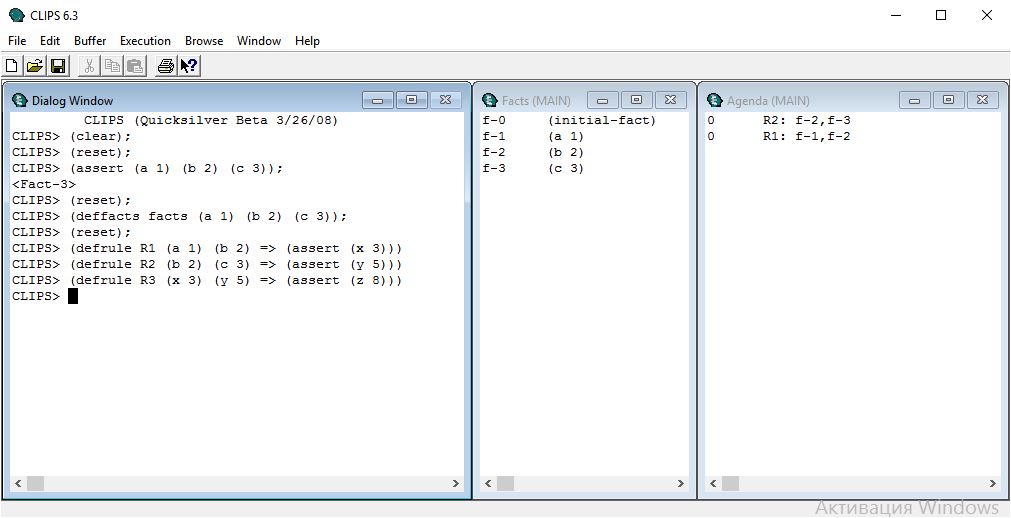 CLIPS 6.3
File Edit Buffer Execution Browse Window Help
Dialog Window
CLIPS (Quicksilver Beta 3/26/08)
CLIPS> (clear);
CLIPS> (reset);
CLIPS> (assert (a 1) (b 2) (c 3));
<Fact-3>
CLIPS> (reset);
CLIPS> (deffacts facts (a 1) (b 2) (c 3));
CLIPS> (reset);
CLIPS> (defrule R1 (a 1) (b 2) => (assert (x 3)))
CLIPS> (defrule R2 (b 2) (c 3) => (assert (y 5)))
CLIPS> (defrule R3 (x 3) (y 5) => (assert (z 8)))
CLIPS>
Facts (MAIN)
f-0 (initial-fact)
f-1 (a 1)
f-2 (b 2)
f-3 (c 3)
Agenda (MAIN)
0 R2: f-2,f-3
0 R1: f-1,f-2
Активация Windows